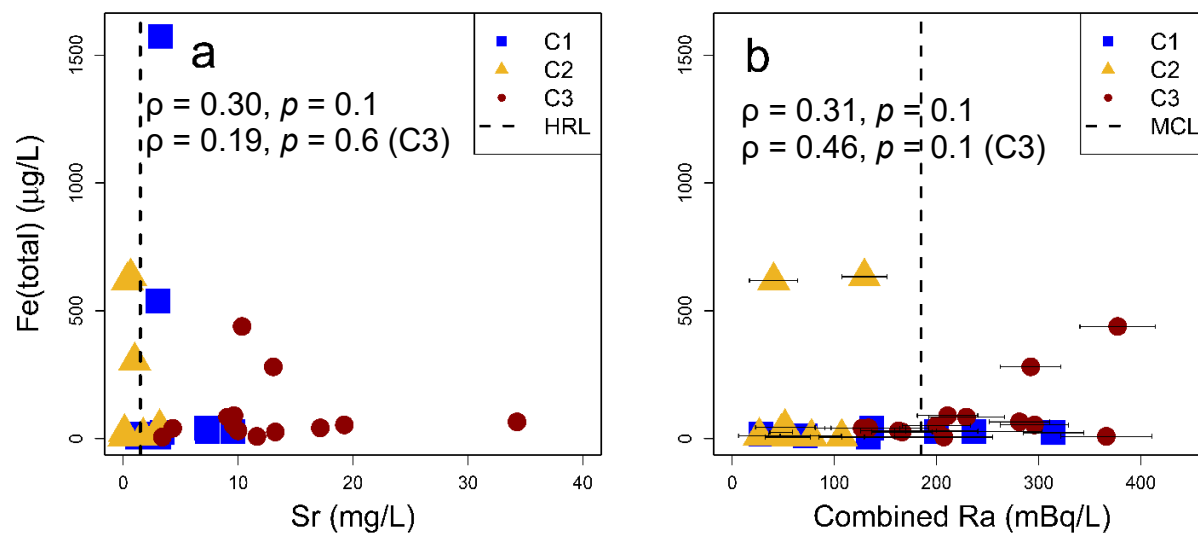 a
ρ = 0.30, p = 0.1
ρ = 0.19, p = 0.6 (C3)
C1
C2
C3
HRL
Fe(total) (μg/L)
0
500
1000
1500
0
10
20
30
40
Sr (mg/L)
b
ρ = 0.31, p = 0.1
ρ = 0.46, p = 0.1 (C3)
C1
C2
C3
MCL
0
500
1000
1500
0
100
200
300
400
Combined Ra (mBq/L)